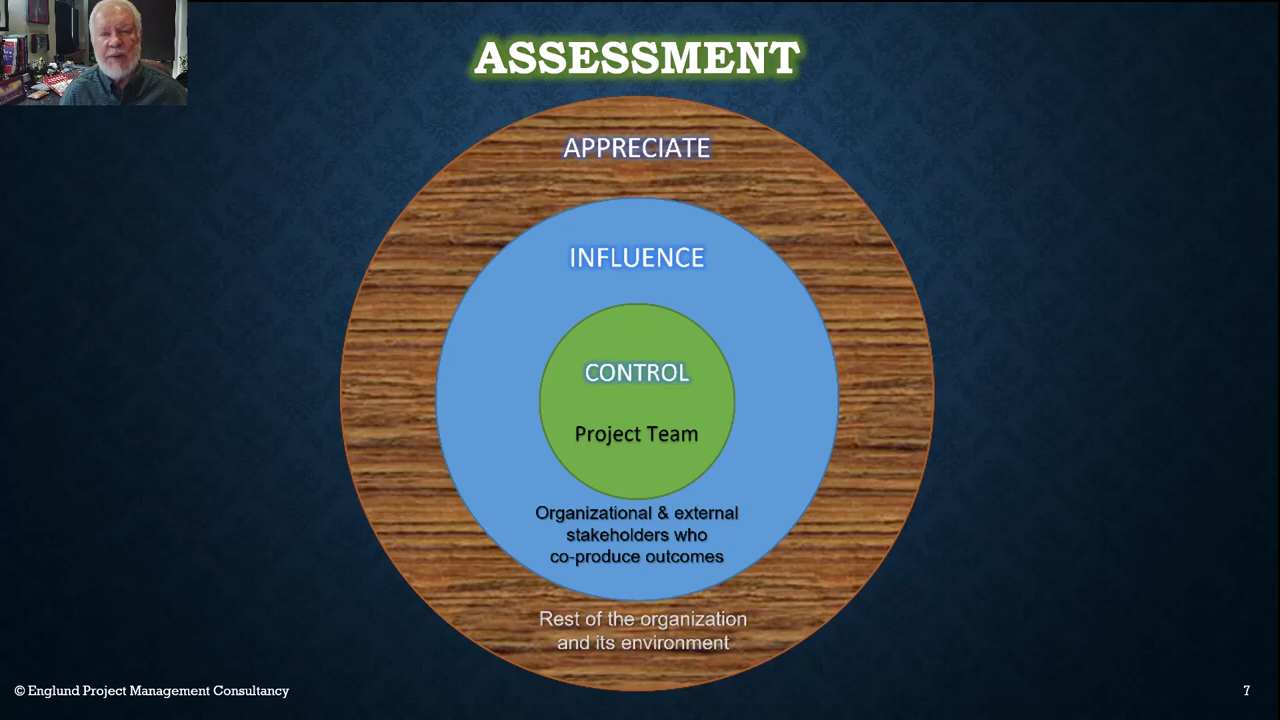 ASSESSMENT
APPRECIATE
INFLUENCE
CONTROL
Project Team
Organizational & external
stakeholders who
co-produce outcomes
Rest of the organization
and its environment
© Englund Project Management Consultancy
7